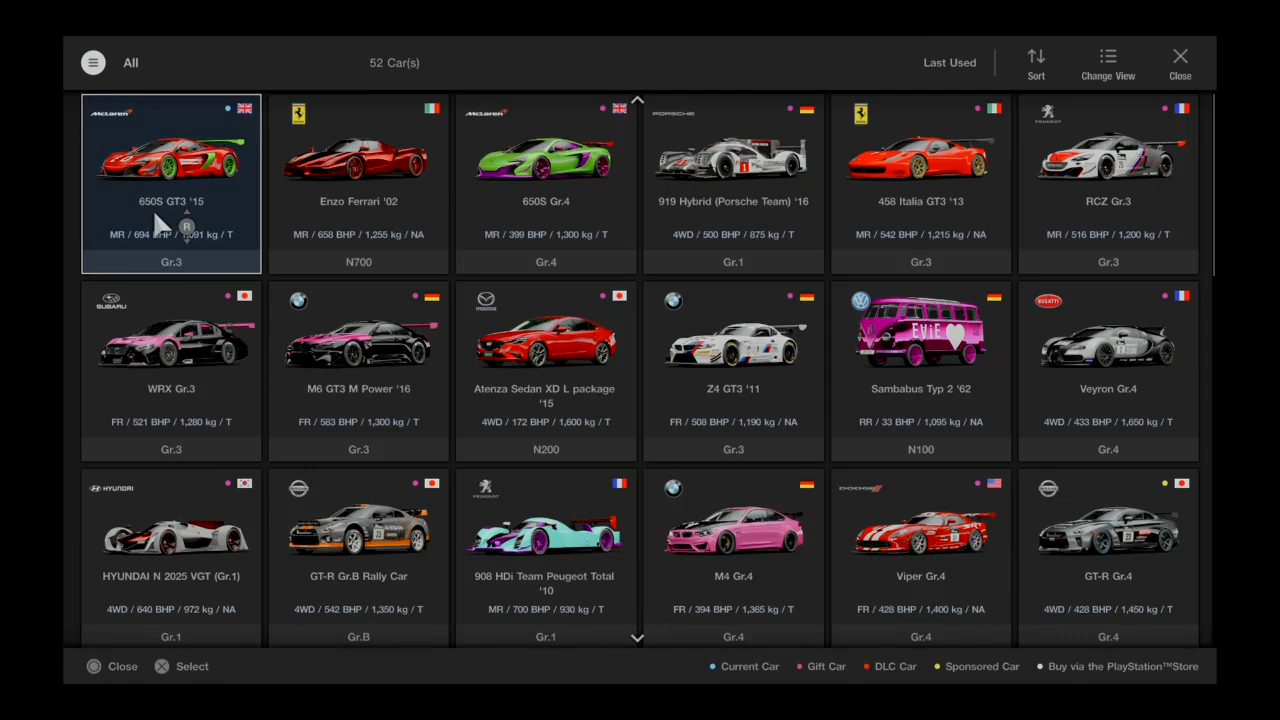 All
52 Car(s)
Last Used
Sort
Change View
Close
McLaren
650S GT3 '15
R
MR / 694 BHP / 1,091 kg / T
Gr.3
Enzo Ferrari '02
MR / 658 BHP / 1,255 kg / NA
N700
McLaren
650S Gr.4
MR / 399 BHP / 1,300 kg / T
Gr.4
PORSCHE
1
919 Hybrid (Porsche Team) '16
4WD / 500 BHP / 875 kg / T
Gr.1
458 Italia GT3 '13
MR / 542 BHP / 1,215 kg / NA
Gr.3
PEUGEOT
RCZ Gr.3
MR / 516 BHP / 1,200 kg / T
Gr.3
SUBARU
WRX Gr.3
FR / 521 BHP / 1,280 kg / T
Gr.3
M6 GT3 M Power '16
FR / 583 BHP / 1,300 kg / T
Gr.3
mazda
Atenza Sedan XD L package
'15
4WD / 172 BHP / 1,600 kg / T
N200
Z4 GT3 '11
FR / 508 BHP / 1,190 kg / NA
Gr.3
EViE
Sambabus Typ 2 '62
RR / 33 BHP / 1,095 kg / NA
N100
BUGATTI
Veyron Gr.4
4WD / 433 BHP / 1,650 kg / T
Gr.4
HYUNDAI
HYUNDAI N 2025 VGT (Gr.1)
4WD / 640 BHP / 972 kg / NA
Gr.1
NISSAN
23
GT-R Gr.B Rally Car
4WD / 542 BHP / 1,350 kg / T
Gr.B
PEUGEOT
908 HDi Team Peugeot Total
'10
MR / 700 BHP / 930 kg / T
Gr.1
M4 Gr.4
FR / 394 BHP / 1,365 kg / T
Gr.4
DODGE
Viper Gr.4
FR / 428 BHP / 1,400 kg / NA
Gr.4
23
GT-R Gr.4
4WD / 428 BHP / 1,450 kg / T
Gr.4
Close
Select
Current Car
Gift Car
DLC Car
Sponsored Car
Buy via the PlayStation™Store